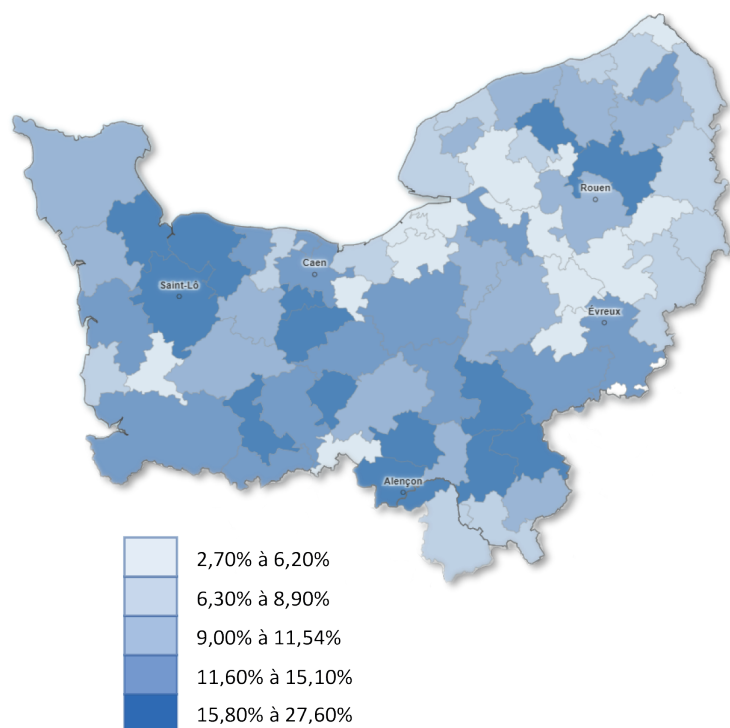 Rouen
Caen
Saint-Lô
Évreux
Alençon
2,70% à 6,20%
6,30% à 8,90%
9,00% à 11,54%
11,60% à 15,10%
15,80% à 27,60%